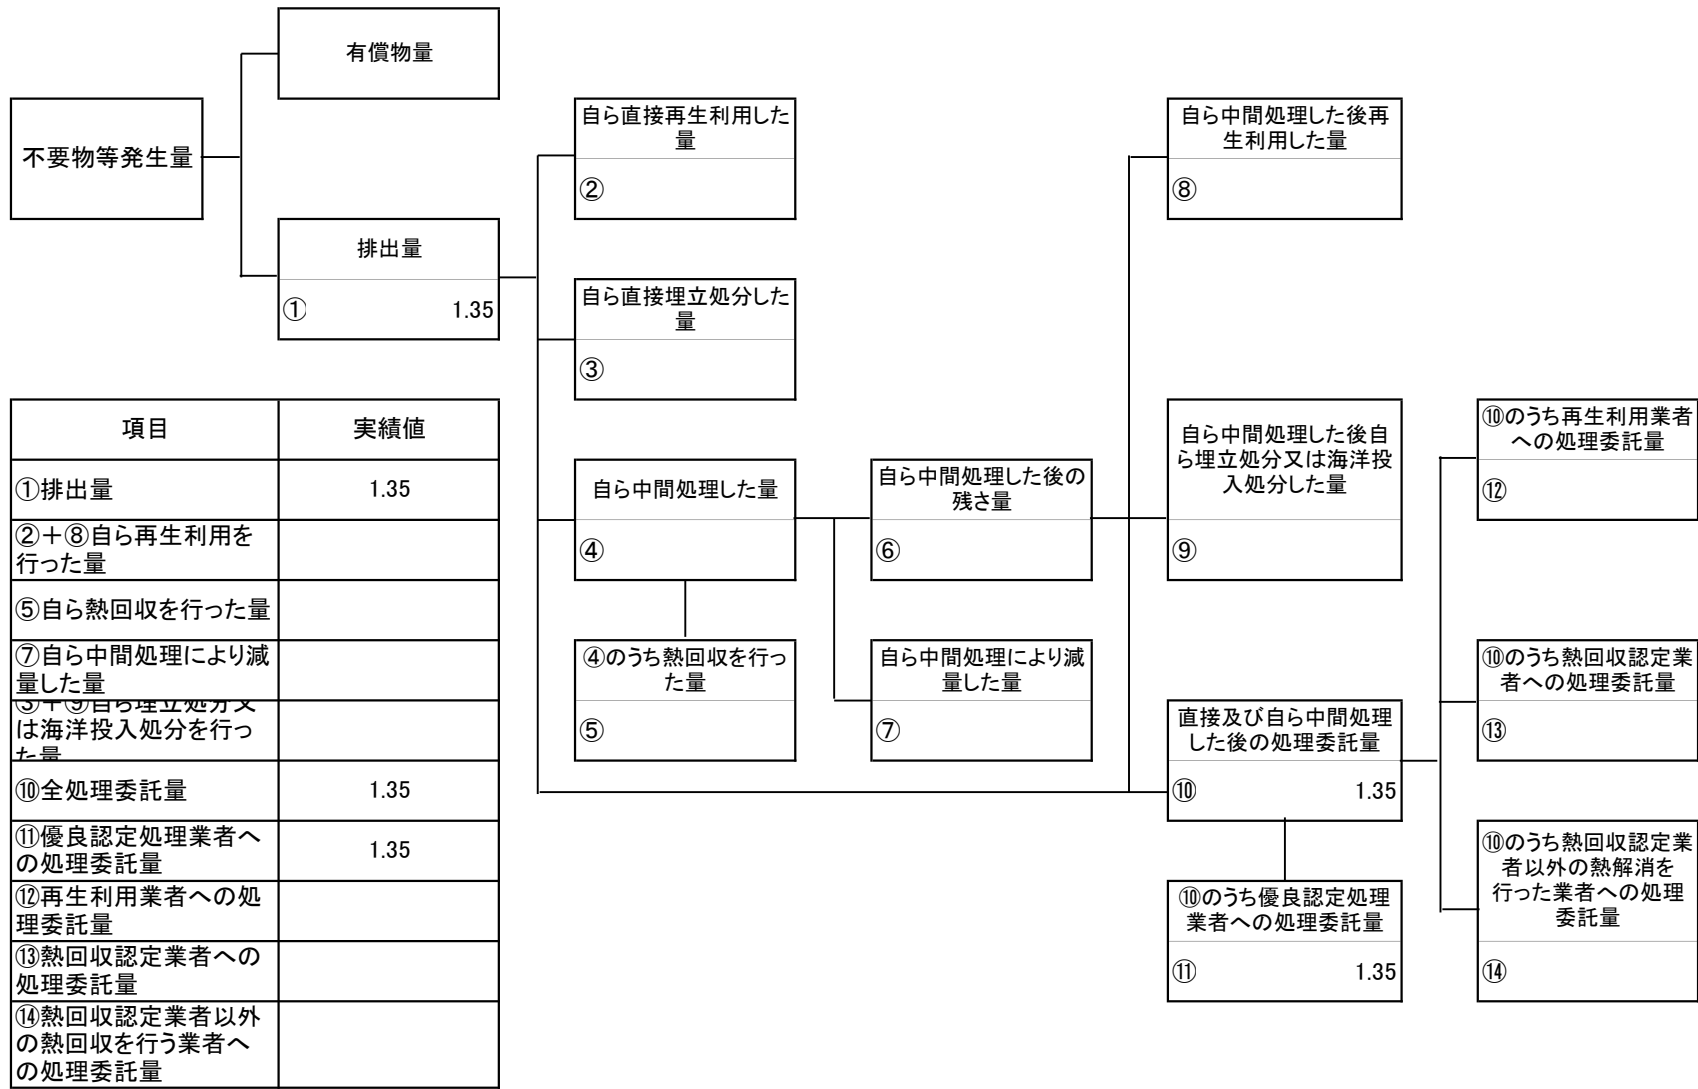 有償物量
不要物等発生量
排出量
① 1.35
自ら直接再生利用した
量
②
自ら直接埋立処分した
量
③
自ら中間処理した量
④
④のうち熱回収を行っ
た量
⑤
自ら中間処理した後の
残さ量
⑥
自ら中間処理により減
量した量
⑦
自ら中間処理した後再
生利用した量
⑧
自ら中間処理した後自
ら埋立処分又は海洋投
入処分した量
⑨
直接及び自ら中間処理
した後の処理委託量
⑩ 1.35
⑩のうち優良認定処理
業者への処理委託量
⑪ 1.35
⑩のうち再生利用業者
への処理委託量
⑫
⑩のうち熱回収認定業
者への処理委託量
⑬
⑩のうち熱回収認定業
者以外の熱解消を
行った業者への処理
委託量
⑭
項目 実績値
①排出量 1.35
②＋⑧自ら再生利用を
行った量
⑤自ら熱回収を行った量
⑦自ら中間処理により減
量した量
③＋⑨自ら埋立処分又
は海洋投入処分を行っ
た量
⑩全処理委託量 1.35
⑪優良認定処理業者へ
の処理委託量 1.35
⑫再生利用業者への処
理委託量
⑬熱回収認定業者への
処理委託量
⑭熱回収認定業者以外
の熱回収を行う業者へ
の処理委託量